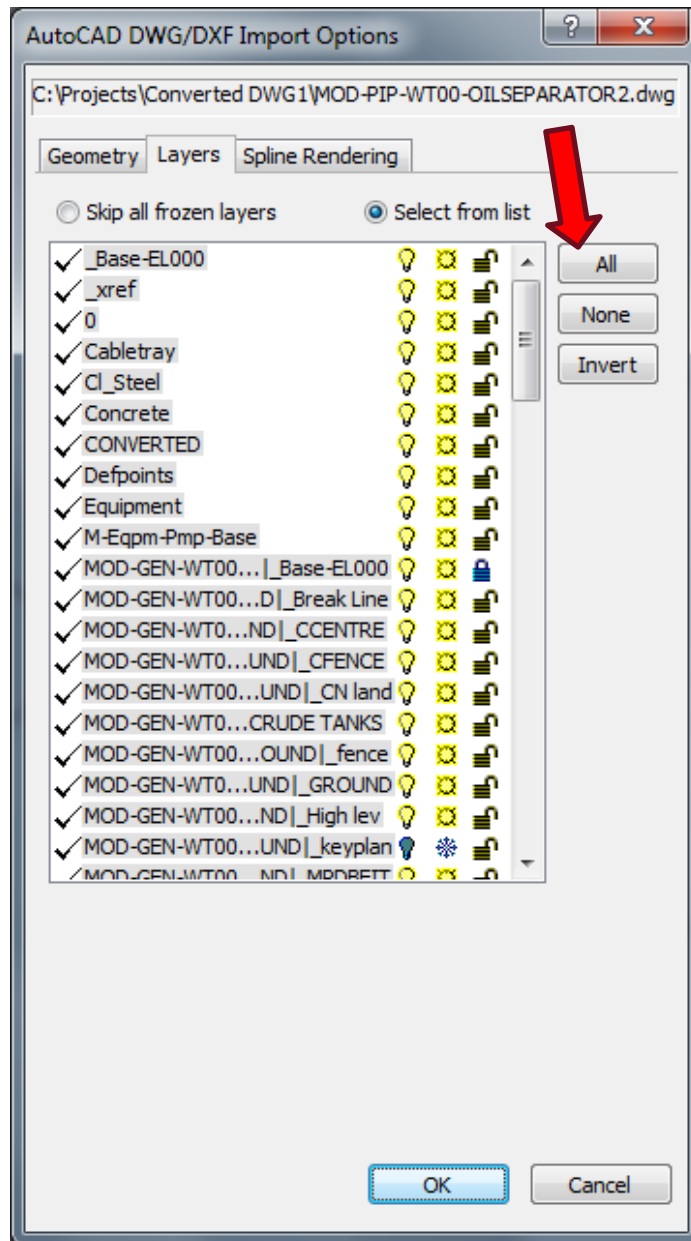 AutoCAD DWG/DXF Import Options
C:\Projects\Converted DWG1\MOD-PIP-WT00-OILSEPARATOR2.dwg
Geometry Layers Spline Rendering
Skip all frozen layers Select from list
_Base-EL000
_xref
0
Cabletray
Cl_Steel
Concrete
CONVERTED
Defpoints
Equipment
M-Eqpm-Pmp-Base
MOD-GEN-WT00...|_Base-EL000
MOD-GEN-WT00...D|_Break Line
MOD-GEN-WT0...ND|_CCENTRE
MOD-GEN-WT0...UND|_CFENCE
MOD-GEN-WT00...UND|_CN land
MOD-GEN-WT0...CRUDE TANKS
MOD-GEN-WT00...OUND|_fence
MOD-GEN-WT0...UND|_GROUND
MOD-GEN-WT00...ND|_High lev
MOD-GEN-WT00...UND|_keyplan
All
None
Invert
OK Cancel